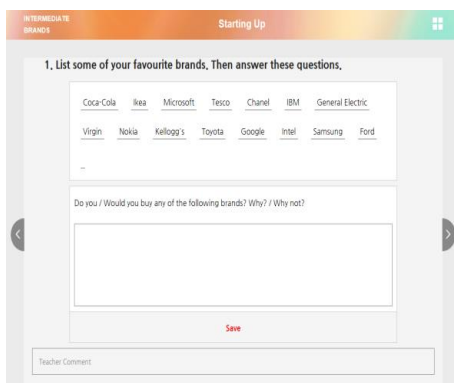 INTERMEDIATE
BRANDS
Starting Up
1. List some of your favourite brands. Then answer these questions.
Coca-Cola Ikea Microsoft Tesco Chanel IBM General Electric
Virgin Nokia Kellogg's Toyota Google Intel Samsung Ford
Do you / Would you buy any of the following brands? Why? / Why not?
Save
Teacher Comment